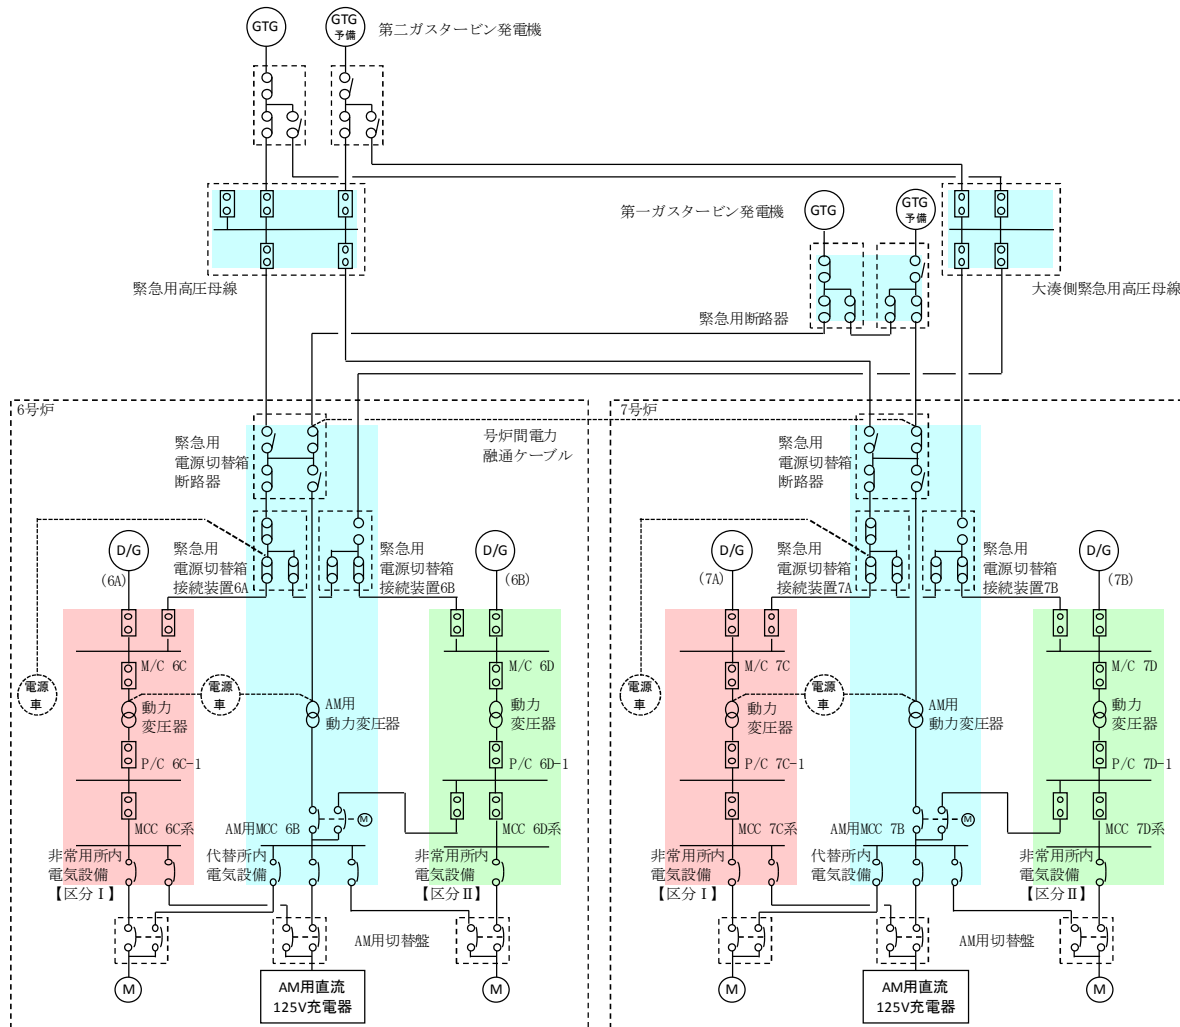 GTG
GTG
予備
第二ガスタービン発電機
第一ガスタービン発電機
GTG
GTG
予備
緊急用高圧母線
大湊側緊急用高圧母線
緊急用断路器
6号炉
緊急用
電源切替箱
断路器
号炉間電力
融通ケーブル
D/G
(6A)
緊急用
電源切替箱
接続装置6A
緊急用
電源切替箱
接続装置6B
D/G
(6B)
M/C 6C
M/C 6D
電源
車
動力
変圧器
電源
車
AM用
動力変圧器
動力
変圧器
P/C 6C-1
P/C 6D-1
MCC 6C系
AM用MCC 6B
M
MCC 6D系
非常用所内
電気設備
【区分Ⅰ】
代替所内
電気設備
非常用所内
電気設備
【区分Ⅱ】
AM用切替盤
M
AM用直流
125V充電器
M
7号炉
緊急用
電源切替箱
断路器
D/G
(7A)
緊急用
電源切替箱
接続装置7A
緊急用
電源切替箱
接続装置7B
D/G
(7B)
M/C 7C
M/C 7D
電源
車
動力
変圧器
電源
車
AM用
動力変圧器
動力
変圧器
P/C 7C-1
P/C 7D-1
MCC 7C系
AM用MCC 7B
M
MCC 7D系
非常用所内
電気設備
【区分Ⅰ】
代替所内
電気設備
非常用所内
電気設備
【区分Ⅱ】
AM用切替盤
M
AM用直流
125V充電器
M